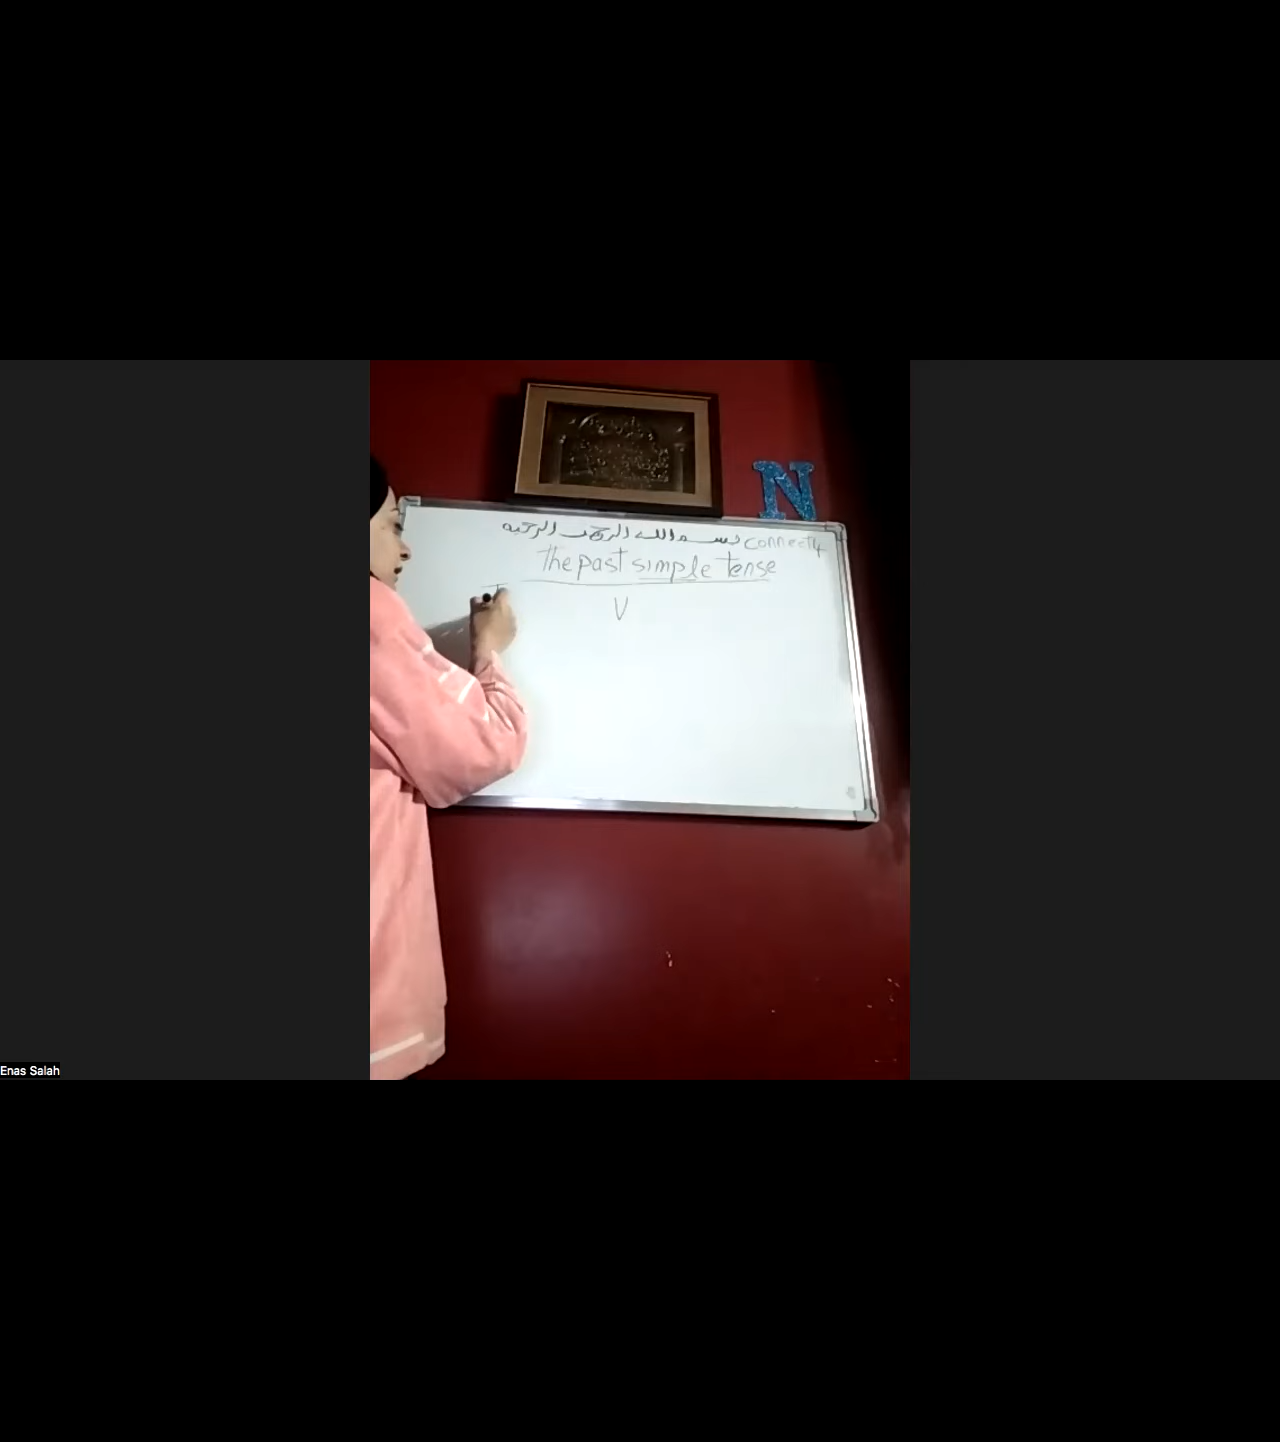 N
بسم الله الرحمن الرحيم connect4
the past simple tense
V
Enas Salah